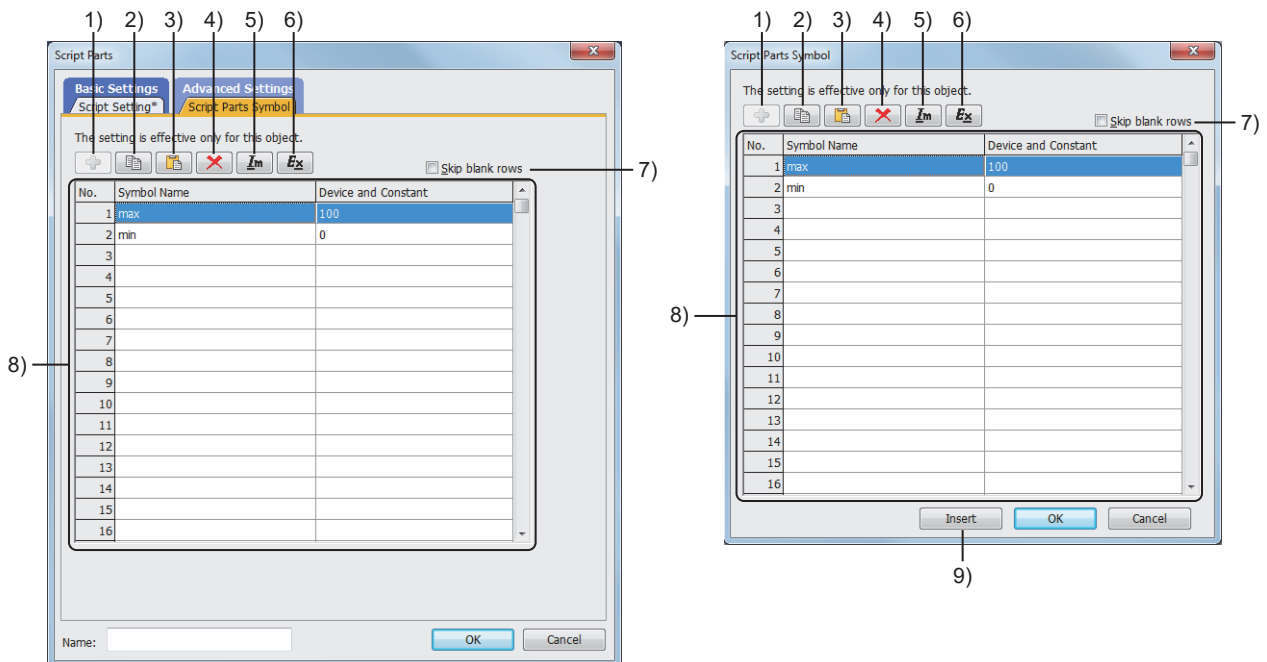 1) 2) 3) 4) 5) 6)
Script Parts
Basic Settings Advanced Settings
Script Setting* Script Parts Symbol
The setting is effective only for this object.
Im Ex
Skip blank rows
7)
No. Symbol Name Device and Constant
1 max 100
2 min 0
3
4
5
6
7
8
9
10
11
12
13
14
15
16
8)
Name: OK Cancel
1) 2) 3) 4) 5) 6)
Script Parts Symbol
The setting is effective only for this object.
Im Ex
Skip blank rows
7)
No. Symbol Name Device and Constant
1 max 100
2 min 0
3
4
5
6
7
8
9
10
11
12
13
14
15
16
8)
Insert OK Cancel
9)